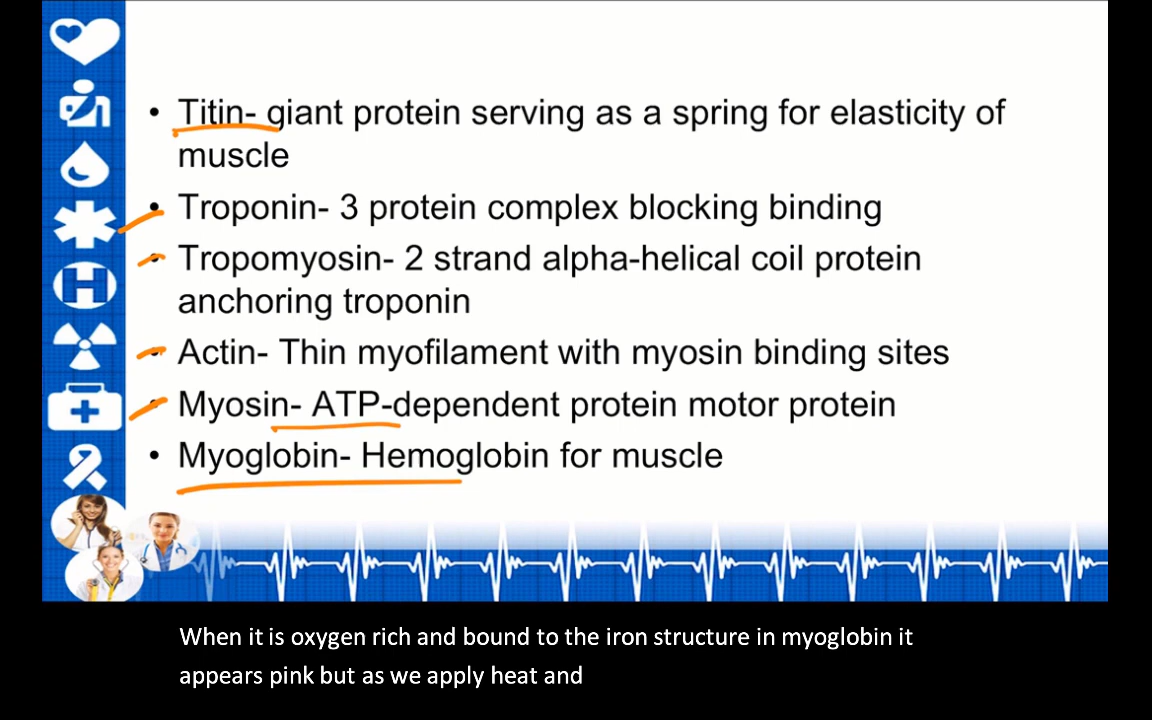 • Titin- giant protein serving as a spring for elasticity of
muscle
• Troponin- 3 protein complex blocking binding
• Tropomyosin- 2 strand alpha-helical coil protein
anchoring troponin
• Actin- Thin myofilament with myosin binding sites
• Myosin- ATP-dependent protein motor protein
• Myoglobin- Hemoglobin for muscle
H
When it is oxygen rich and bound to the iron structure in myoglobin it
appears pink but as we apply heat and